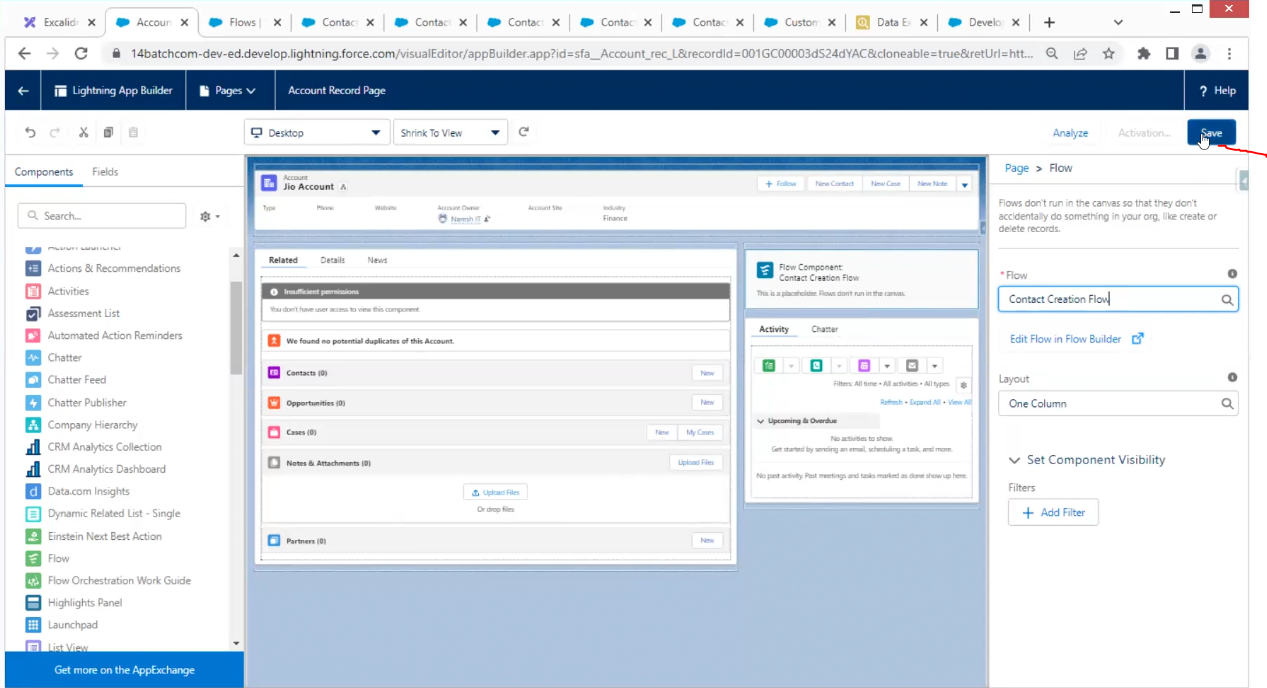 Excalidr
Accoun
Flows |
Contac
Contac
Contac
Contac
Contac
Custom
Data Ex
Develo
14batchcom-dev-ed.develop.lightning.force.com/visualEditor/appBuilder.app?id=sfa__Account_rec_L&recordId=001GC00003dS24dYAC&cloneable=true&retUrl=htt...
Lightning App Builder
Pages
Account Record Page
? Help
Desktop
Shrink To View
Analyze
Activation...
Save
Components
Fields
Search...
Action Launcher
Actions & Recommendations
Activities
Assessment List
Automated Action Reminders
Chatter
Chatter Feed
Chatter Publisher
Company Hierarchy
CRM Analytics Collection
CRM Analytics Dashboard
Data.com Insights
Dynamic Related List - Single
Einstein Next Best Action
Flow
Flow Orchestration Work Guide
Highlights Panel
Launchpad
List View
Get more on the AppExchange
Account
Jio Account
+ Follow
New Contact
New Case
New Note
Type
Phone
Website
Account Owner
Account Site
Industry
Naresh IT
Finance
Related
Details
News
Insufficient permissions
You don't have user access to view this component.
We found no potential duplicates of this Account.
Contacts (0)
New
Opportunities (0)
New
Cases (0)
New
My Cases
Notes & Attachments (0)
Upload Files
Upload Files
Or drop files
Partners (0)
New
Flow Component:
Contact Creation Flow
This is a placeholder. Flows don't run in the canvas.
Activity
Chatter
Filters: All time • All activities • All types
Refresh • Expand All • View All
Upcoming & Overdue
No activities to show.
Get started by sending an email, scheduling a task, and more.
No past activity. Past meetings and tasks marked as done show up here.
Page > Flow
Flows don't run in the canvas so that they don't
accidentally do something in your org, like create or
delete records.
* Flow
Contact Creation Flow
Edit Flow in Flow Builder
Layout
One Column
Set Component Visibility
Filters
+ Add Filter